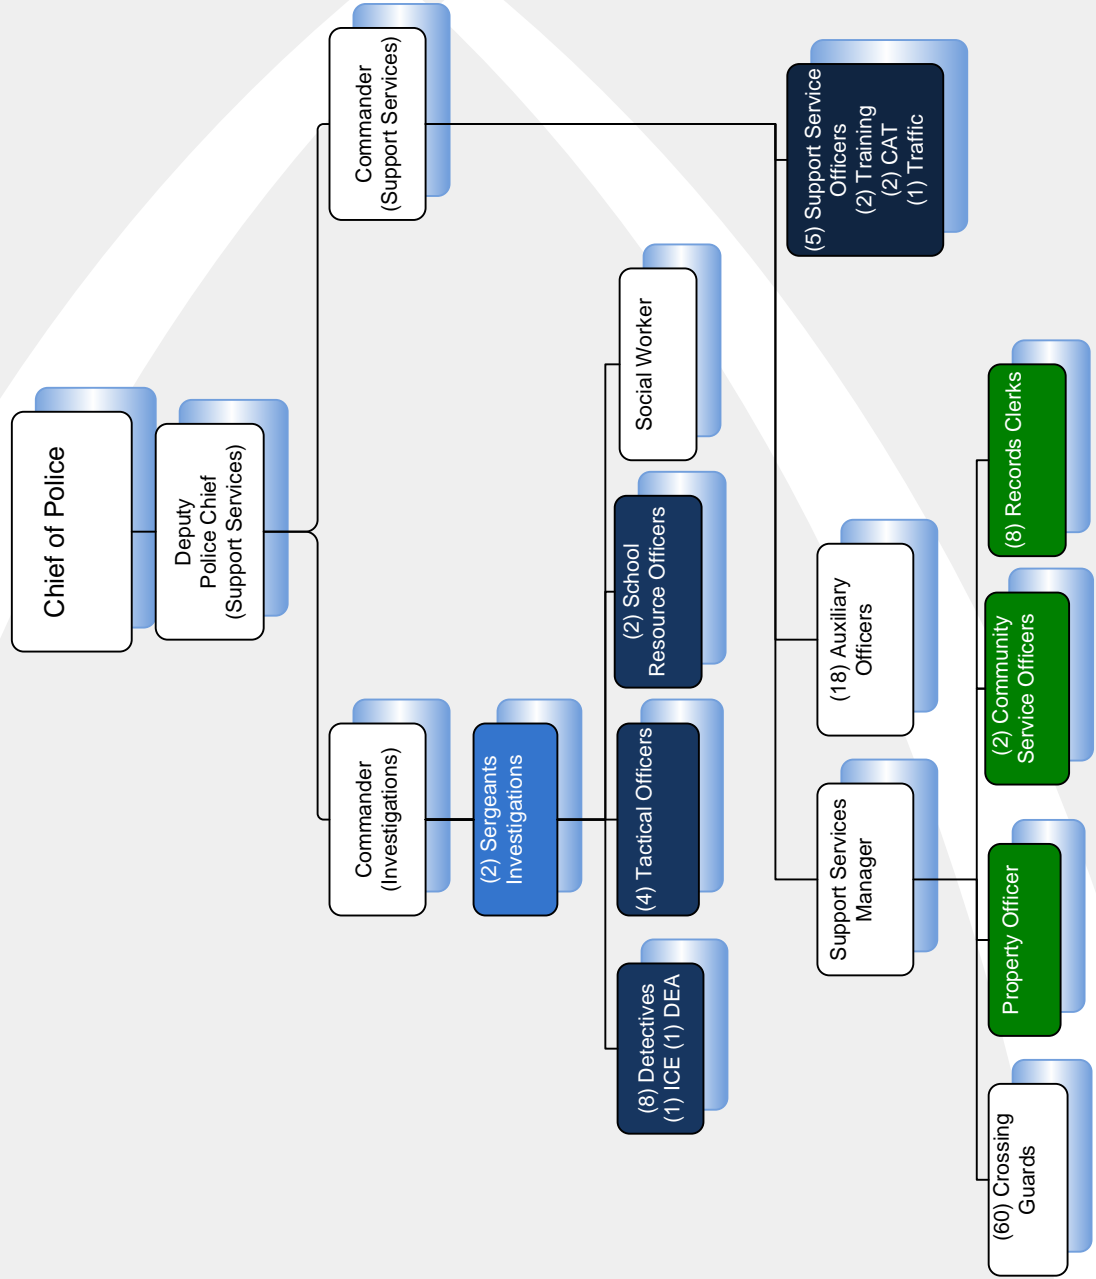 Chief of Police
Deputy
Police Chief
(Support Services)
Commander
(Investigations)
Commander
(Support Services)
(2) Sergeants
Investigations
(8) Detectives
(1) ICE (1) DEA
(4) Tactical Officers
(2) School
Resource Officers
Social Worker
Support Services
Manager
(18) Auxiliary
Officers
(5) Support Service
Officers
(2) Training
(2) CAT
(1) Traffic
(60) Crossing
Guards
Property Officer
(2) Community
Service Officers
(8) Records Clerks